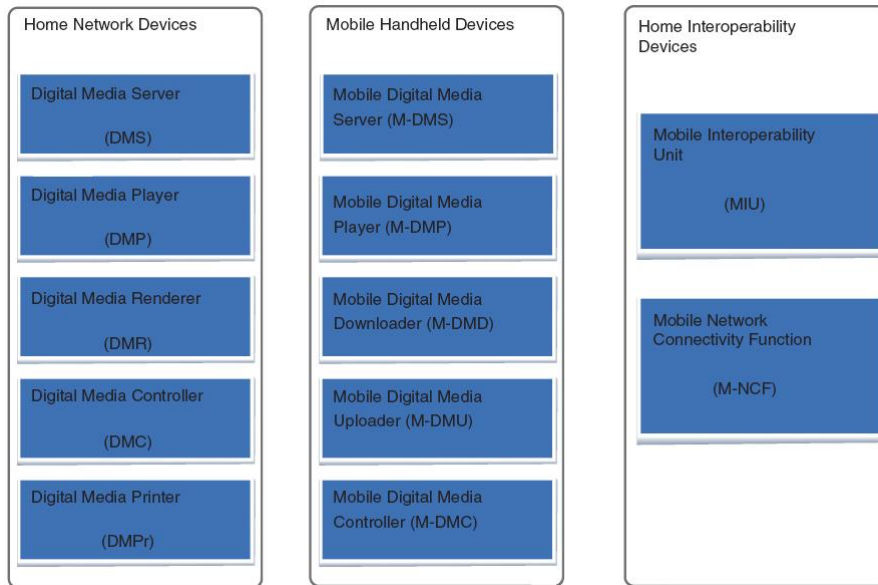 Home Network Devices
Digital Media Server
(DMS)
Digital Media Player
(DMP)
Digital Media Renderer
(DMR)
Digital Media Controller
(DMC)
Digital Media Printer
(DMPr)
Mobile Handheld Devices
Mobile Digital Media
Server (M-DMS)
Mobile Digital Media
Player (M-DMP)
Mobile Digital Media
Downloader (M-DMD)
Mobile Digital Media
Uploader (M-DMU)
Mobile Digital Media
Controller (M-DMC)
Home Interoperability
Devices
Mobile Interoperability
Unit
(MIU)
Mobile Network
Connectivity Function
(M-NCF)